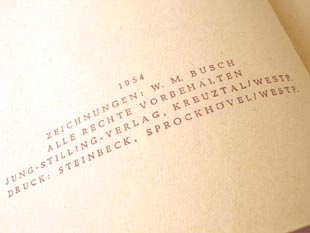 1954
ZEICHNUNGEN: W. M. BUSCH
ALLE RECHTE VORBEHALTEN
JUNG-STILLING-VERLAG, KREUZTAL/WESTF.
DRUCK: STEINBECK, SPROCKHÖVEL/WESTF.